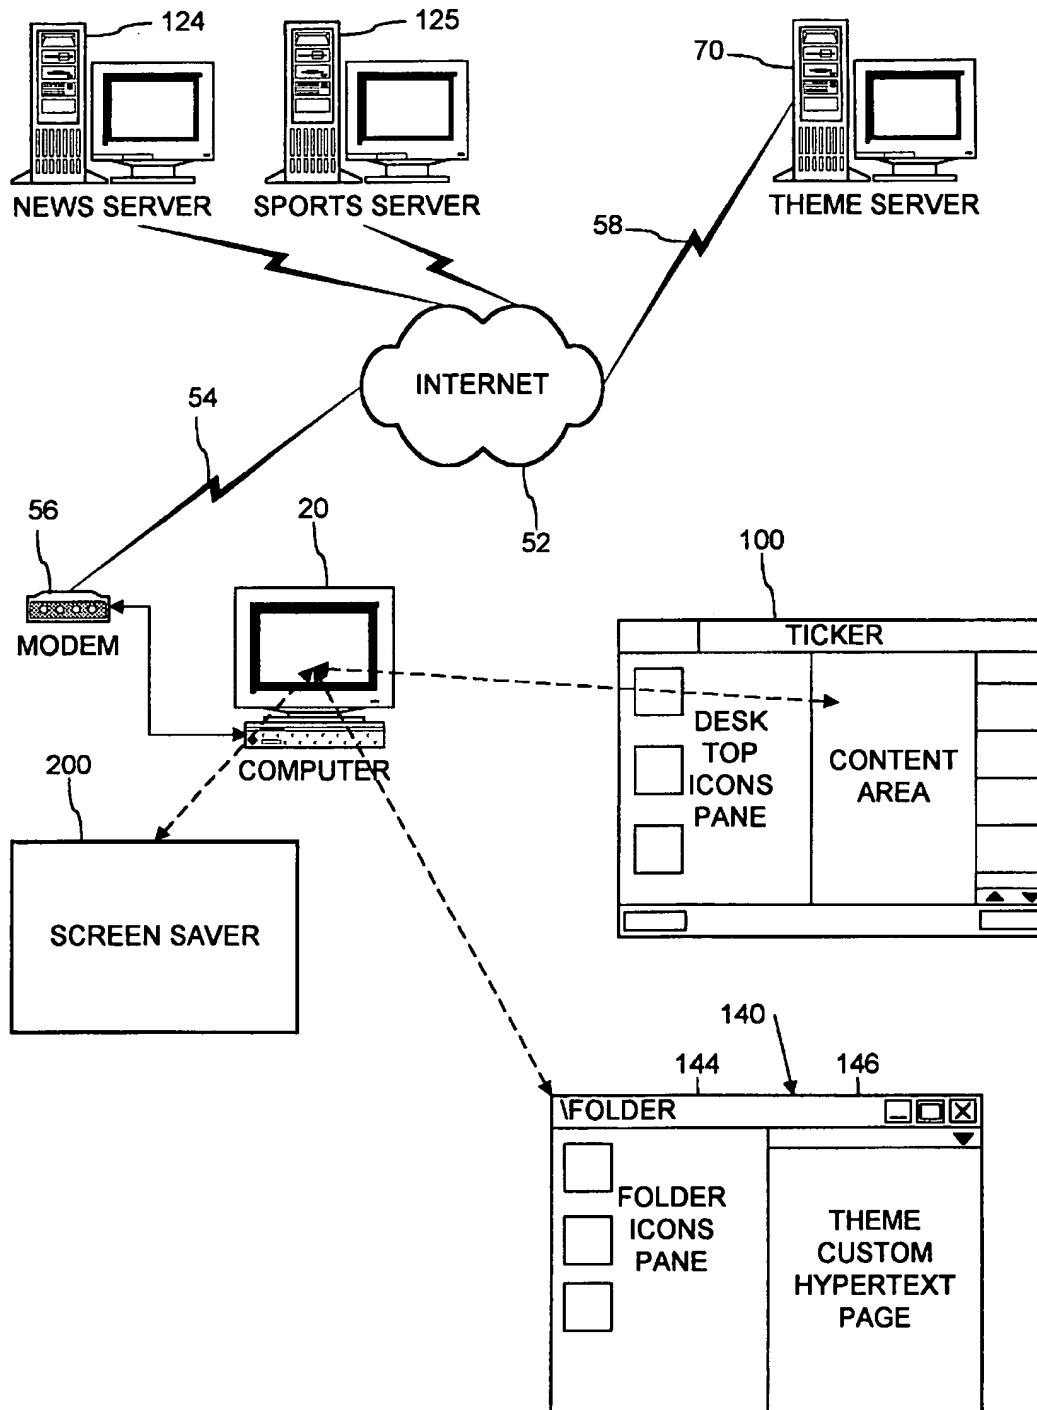 124
125
70
NEWS SERVER
SPORTS SERVER
THEME SERVER
58
INTERNET
54
56
20
52
100
MODEM
TICKER
COMPUTER
DESK
TOP
ICONS
PANE
CONTENT
AREA
200
SCREEN SAVER
140
144
146
\FOLDER
FOLDER
ICONS
PANE
THEME
CUSTOM
HYPERTEXT
PAGE